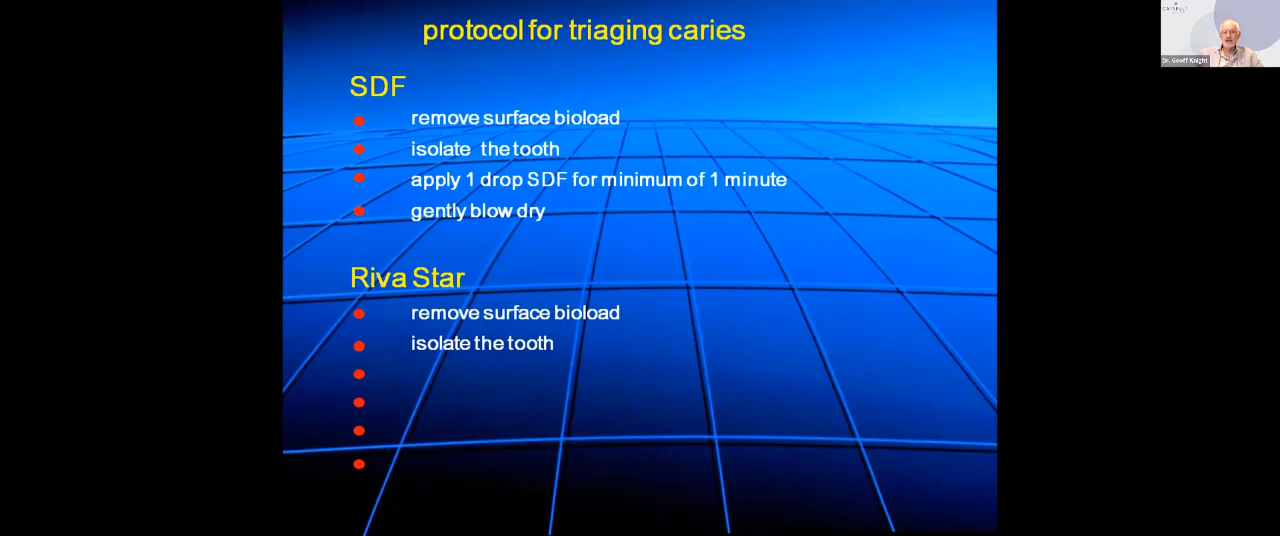 protocol for triaging caries
SDF
remove surface bioload
isolate the tooth
apply 1 drop SDF for minimum of 1 minute
gently blow dry
Riva Star
remove surface bioload
isolate the tooth
CATAPULT
Dr. Geoff Knight